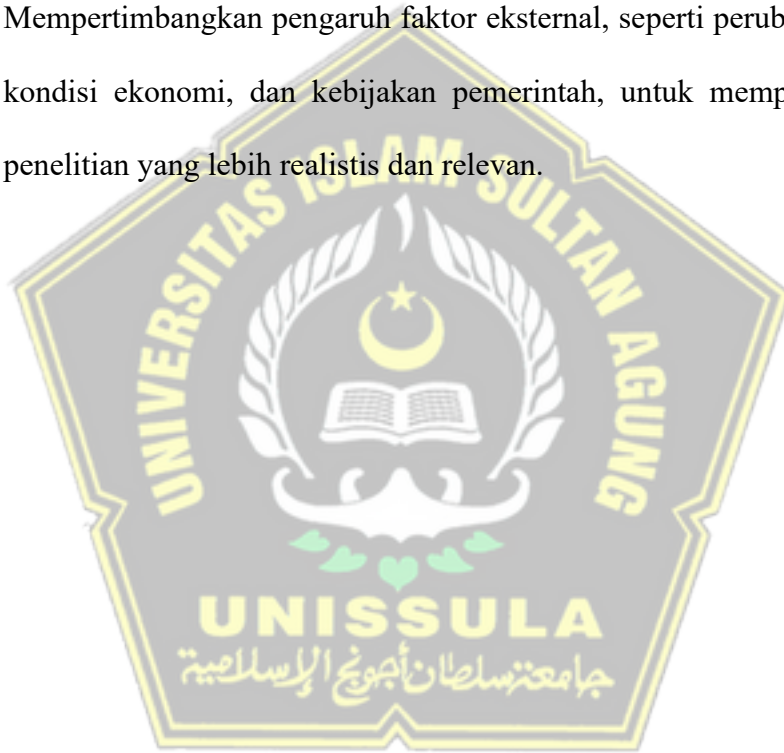 Mempertimbangkan pengaruh faktor eksternal, seperti perub
kondisi ekonomi, dan kebijakan pemerintah, untuk memp
penelitian yang lebih realistis dan relevan.
UNIVERSITAS ISLAM SULTAN AGUNG
UNISSULA
جامعة سلطان أجونج الإسلامية